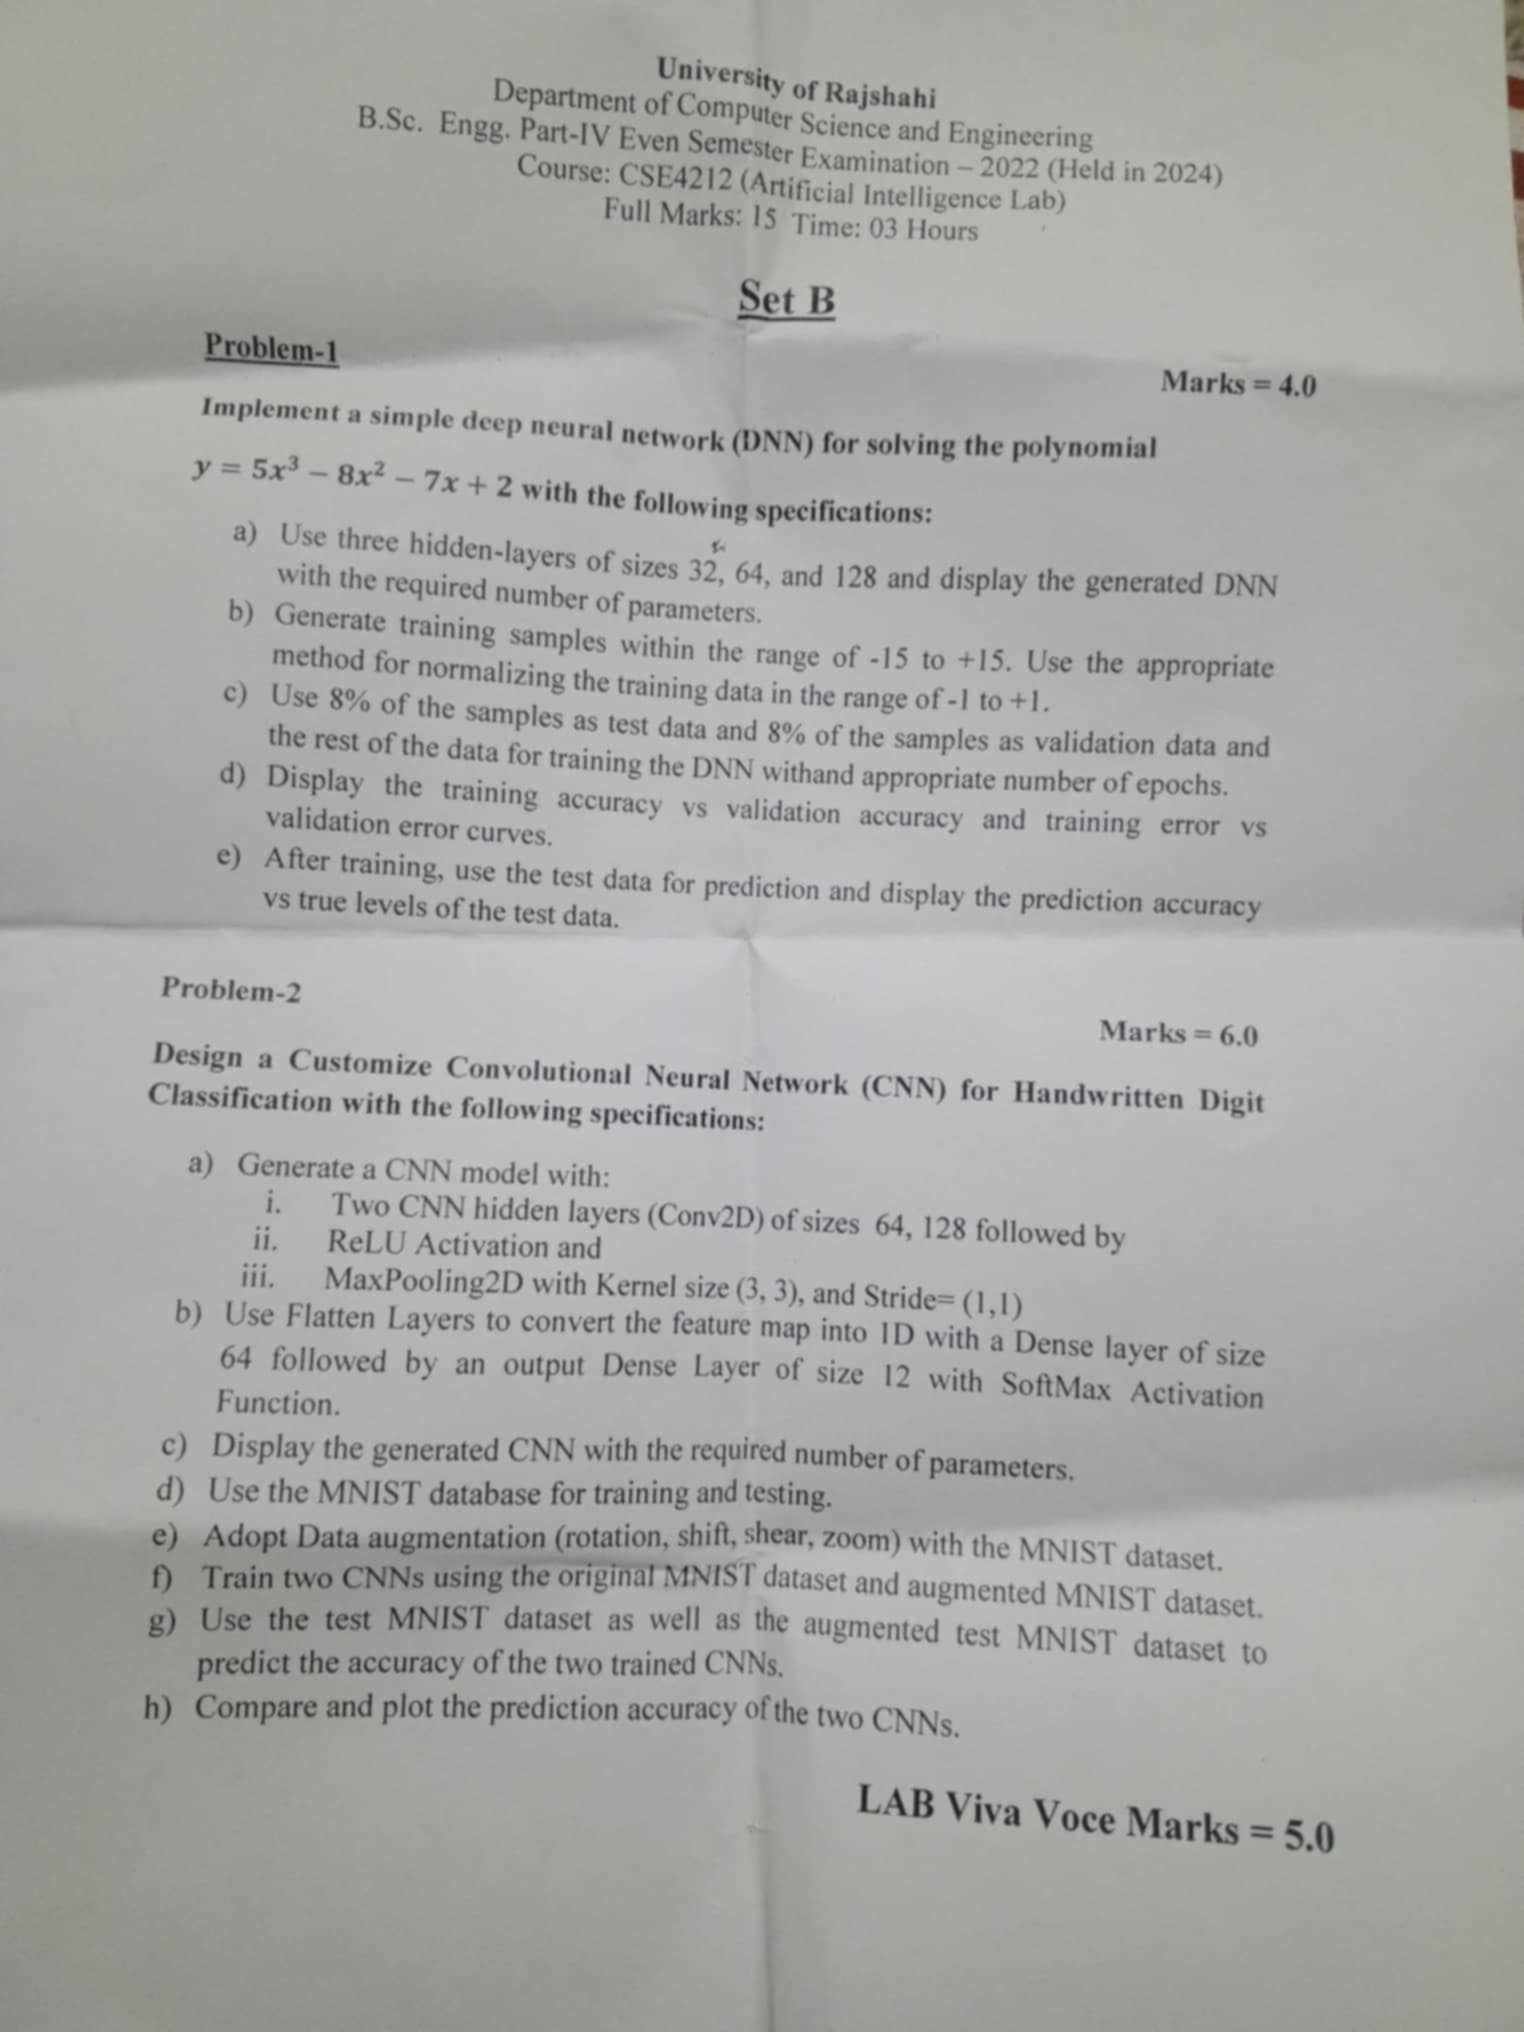 University of Rajshahi
Department of Computer Science and Engineering
B.Sc. Engg. Part-IV Even Semester Examination – 2022 (Held in 2024)
Course: CSE4212 (Artificial Intelligence Lab)
Full Marks: 15 Time: 03 Hours
Set B
Problem-1
Marks = 4.0
Implement a simple deep neural network (DNN) for solving the polynomial
y = 5x³ – 8x² – 7x + 2 with the following specifications:
a) Use three hidden-layers of sizes 32, 64, and 128 and display the generated DNN
with the required number of parameters.
b) Generate training samples within the range of -15 to +15. Use the appropriate
method for normalizing the training data in the range of -1 to +1.
c) Use 8% of the samples as test data and 8% of the samples as validation data and
the rest of the data for training the DNN withand appropriate number of epochs.
d) Display the training accuracy vs validation accuracy and training error vs
validation error curves.
e) After training, use the test data for prediction and display the prediction accuracy
vs true levels of the test data.
Problem-2
Marks = 6.0
Design a Customize Convolutional Neural Network (CNN) for Handwritten Digit
Classification with the following specifications:
a) Generate a CNN model with:
i. Two CNN hidden layers (Conv2D) of sizes 64, 128 followed by
ii. ReLU Activation and
iii. MaxPooling2D with Kernel size (3, 3), and Stride= (1,1)
b) Use Flatten Layers to convert the feature map into 1D with a Dense layer of size
64 followed by an output Dense Layer of size 12 with SoftMax Activation
Function.
c) Display the generated CNN with the required number of parameters.
d) Use the MNIST database for training and testing.
e) Adopt Data augmentation (rotation, shift, shear, zoom) with the MNIST dataset.
f) Train two CNNs using the original MNIST dataset and augmented MNIST dataset.
g) Use the test MNIST dataset as well as the augmented test MNIST dataset to
predict the accuracy of the two trained CNNs.
h) Compare and plot the prediction accuracy of the two CNNs.
LAB Viva Voce Marks = 5.0